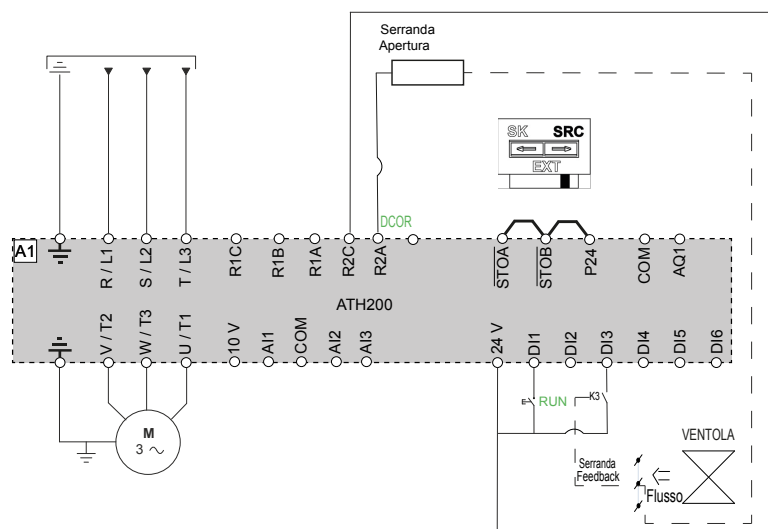 Serranda
Apertura
SK SRC
EXT
DCOR
A1
R / L1
S / L2
T / L3
R1C
R1B
R1A
R2C
R2A
STOA
STOB
P24
COM
AQ1
ATH200
V / T2
W / T3
U / T1
10 V
AI1
COM
AI2
AI3
24 V
DI1
DI2
DI3
DI4
DI5
DI6
E
RUN
K3
M
3 ~
Serranda
Feedback
VENTOLA
Flusso